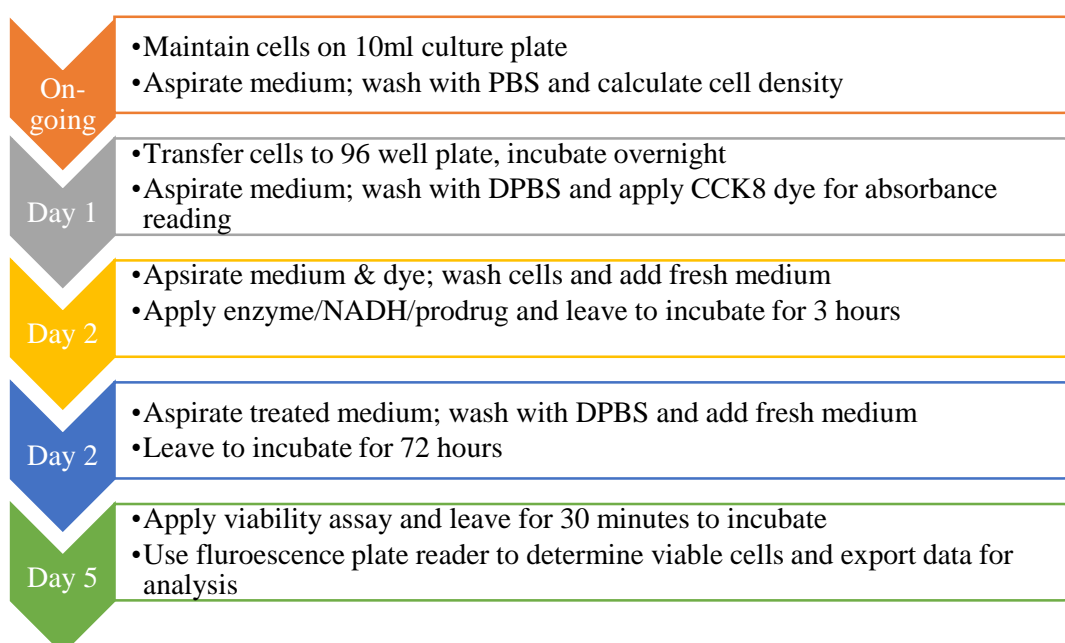 On-
going
•Maintain cells on 10ml culture plate
•Aspirate medium; wash with PBS and calculate cell density
Day 1
•Transfer cells to 96 well plate, incubate overnight
•Aspirate medium; wash with DPBS and apply CCK8 dye for absorbance
reading
Day 2
•Apsirate medium & dye; wash cells and add fresh medium
•Apply enzyme/NADH/prodrug and leave to incubate for 3 hours
Day 2
•Aspirate treated medium; wash with DPBS and add fresh medium
•Leave to incubate for 72 hours
Day 5
•Apply viability assay and leave for 30 minutes to incubate
•Use fluroescence plate reader to determine viable cells and export data for
analysis